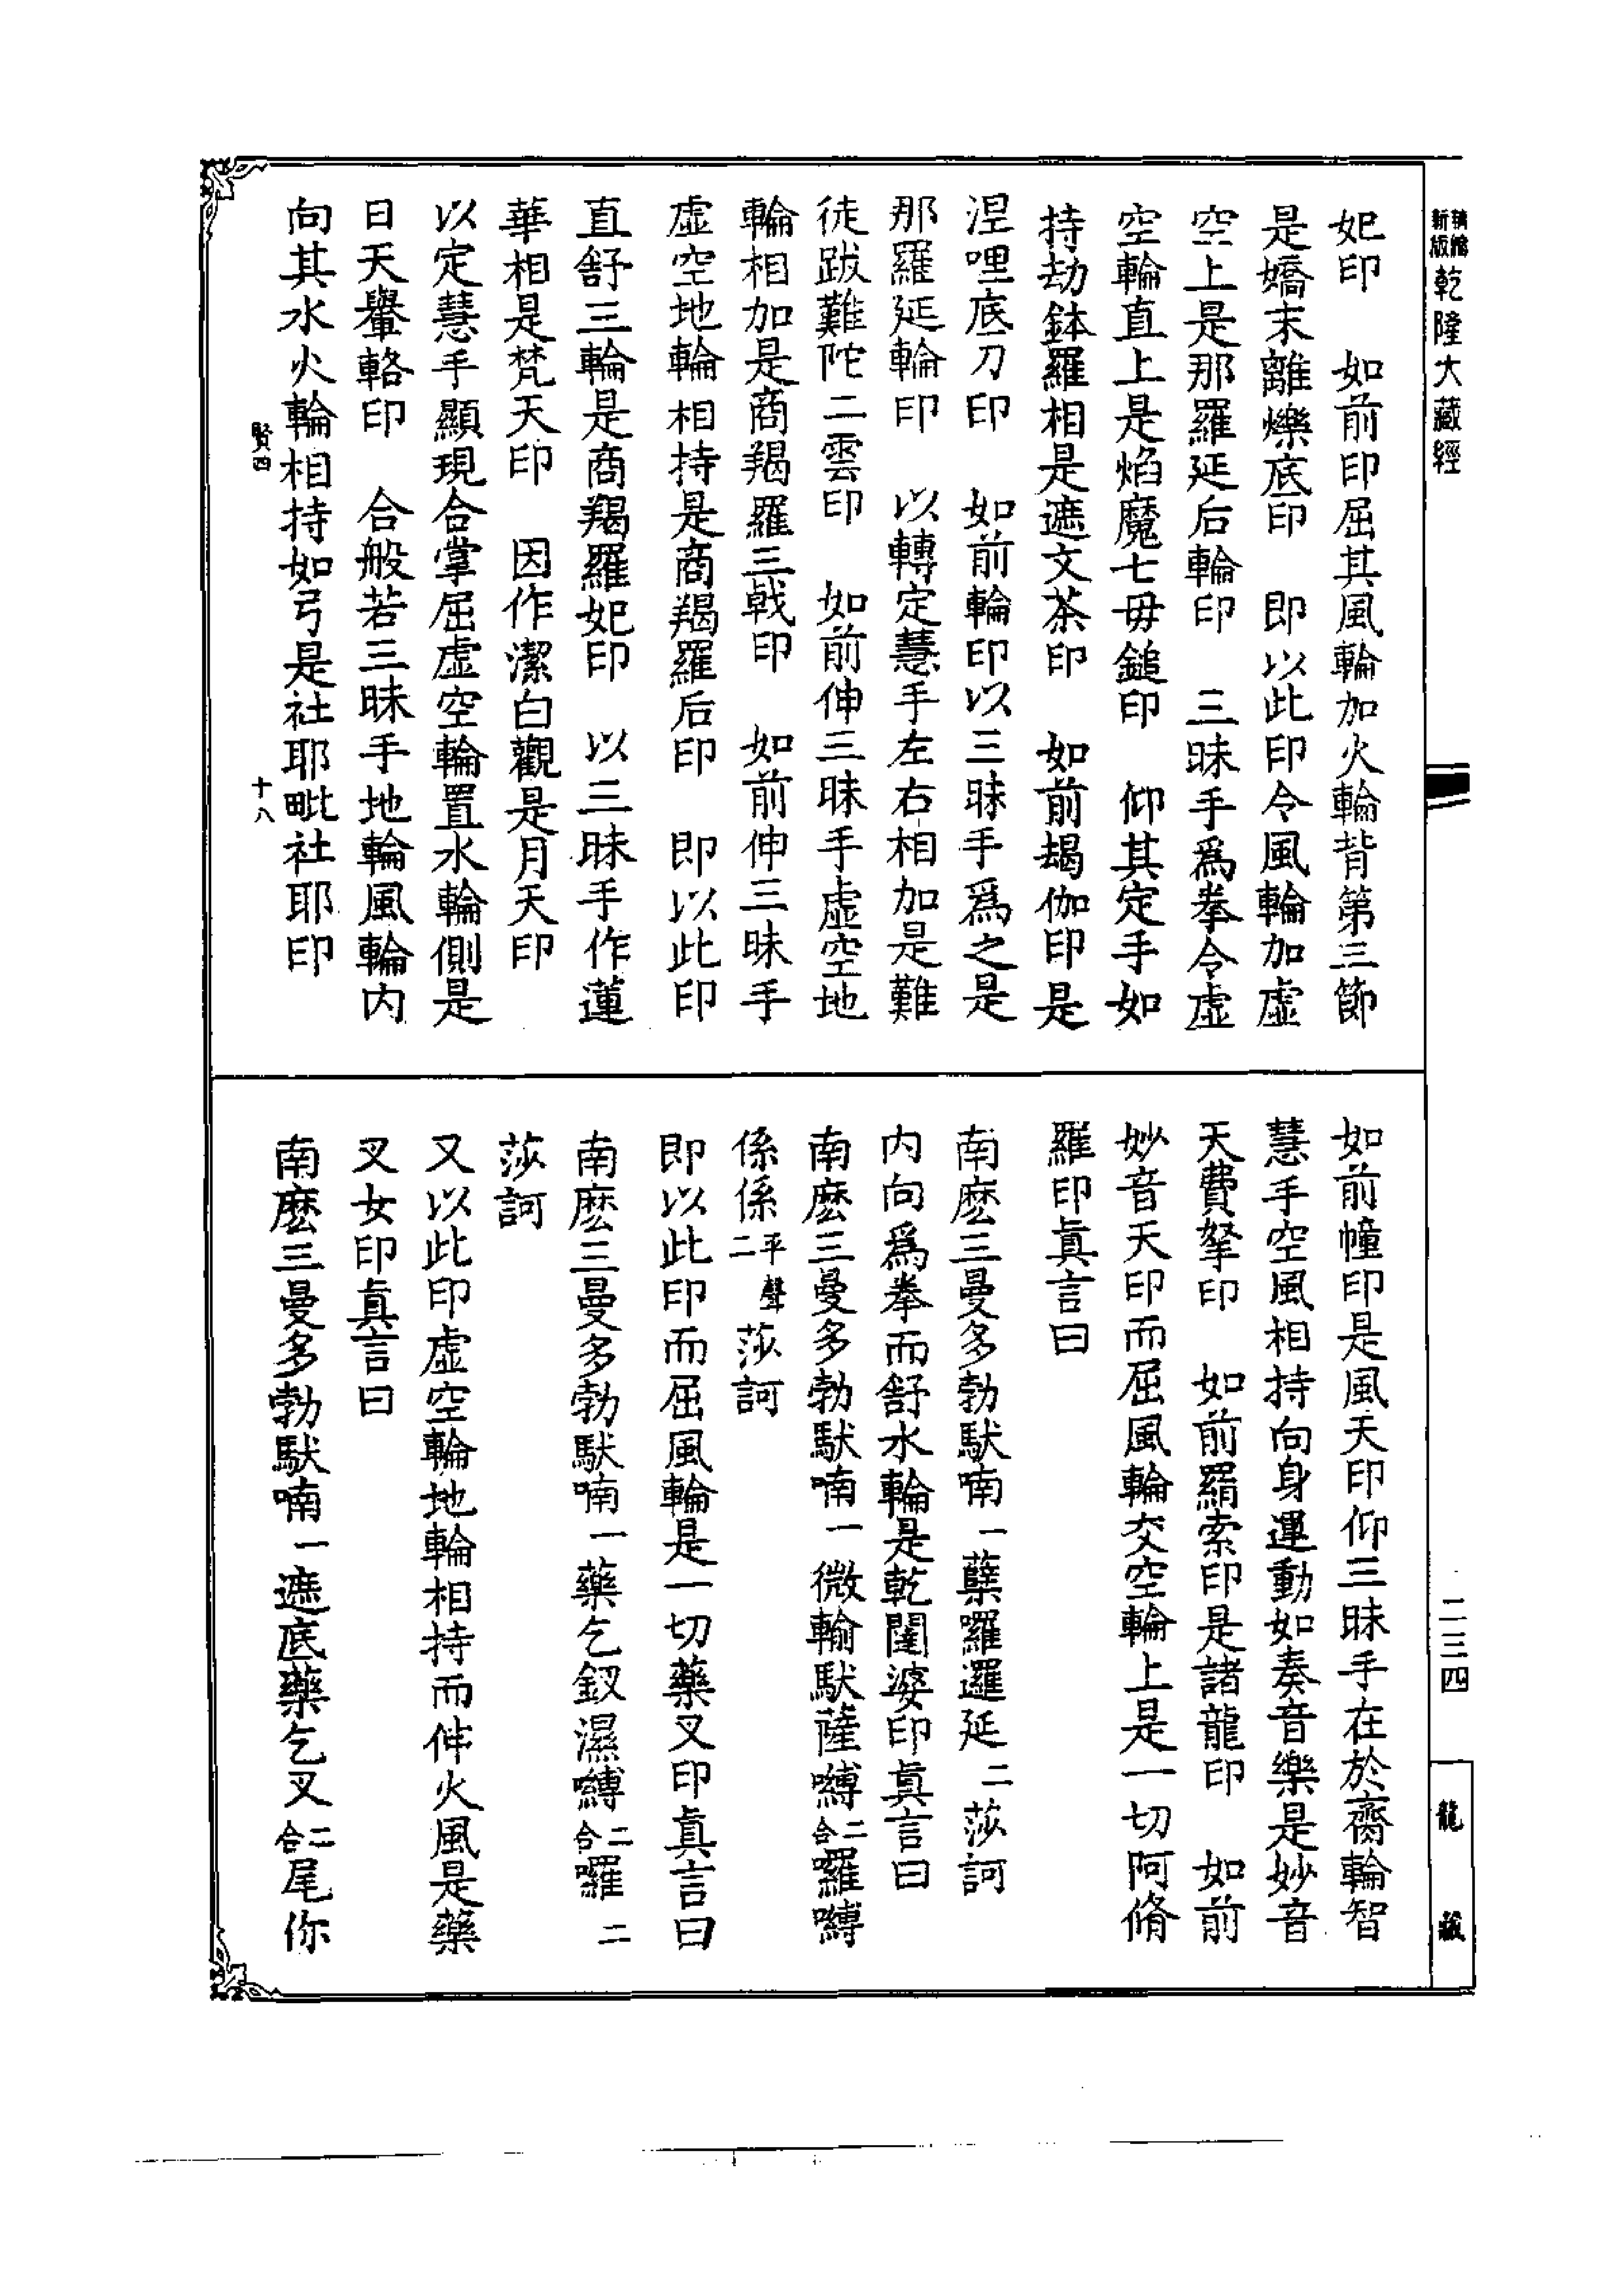 新版
精縮
乾隆大藏經
二三四
龍藏
妃印　如前印屈其風輪加火輪背第三節
是嬌末離爍底印　即以此印令風輪加虛
空上是那羅延后輪印　三昧手為拳令虛
空輪直上是焰魔七毋鎚印　仰其定手如
持劫鉢羅相是遮文茶印　如前朅伽印是
涅哩底刀印　如前輪印以三昧手為之是
那羅延輪印　以轉定慧手左右相加是難
徒跋難陀二雲印　如前伸三昧手虛空地
輪相加是商羯羅三戟印　如前伸三昧手
虛空地輪相持是商羯羅后印　即以此印
直舒三輪是商羯羅妃印　以三昧手作蓮
華相是梵天印　因作潔白觀是月天印
以定慧手顯現合掌屈虛空輪置水輪側是
日天轝輅印　合般若三昧手地輪風輪內
向其水火輪相持如弓是社耶毗社耶印
賢四　十八
如前幢印是風天印仰三昧手在於齋輪智
慧手空風相持向身運動如奏音樂是妙音
天費拏印　如前羂索印是諸龍印　如前
妙音天印而屈風輪交空輪上是一切阿脩
羅印真言曰
南麽三曼多勃馱喃一蘖囉邏延二莎訶
內向為拳而舒水輪是乾闥婆印真言曰
南麽三曼多勃馱喃一微輸馱薩嚩二合囉嚩
係係平聲二莎訶
即以此印而屈風輪是一切藥叉印真言曰
南麽三曼多勃馱喃一藥乞釵濕嚩二合囉二
莎訶
又以此印虛空輪地輪相持而伸火風是藥
叉女印真言曰
南麽三曼多勃馱喃一遮底藥乞叉二合尾你